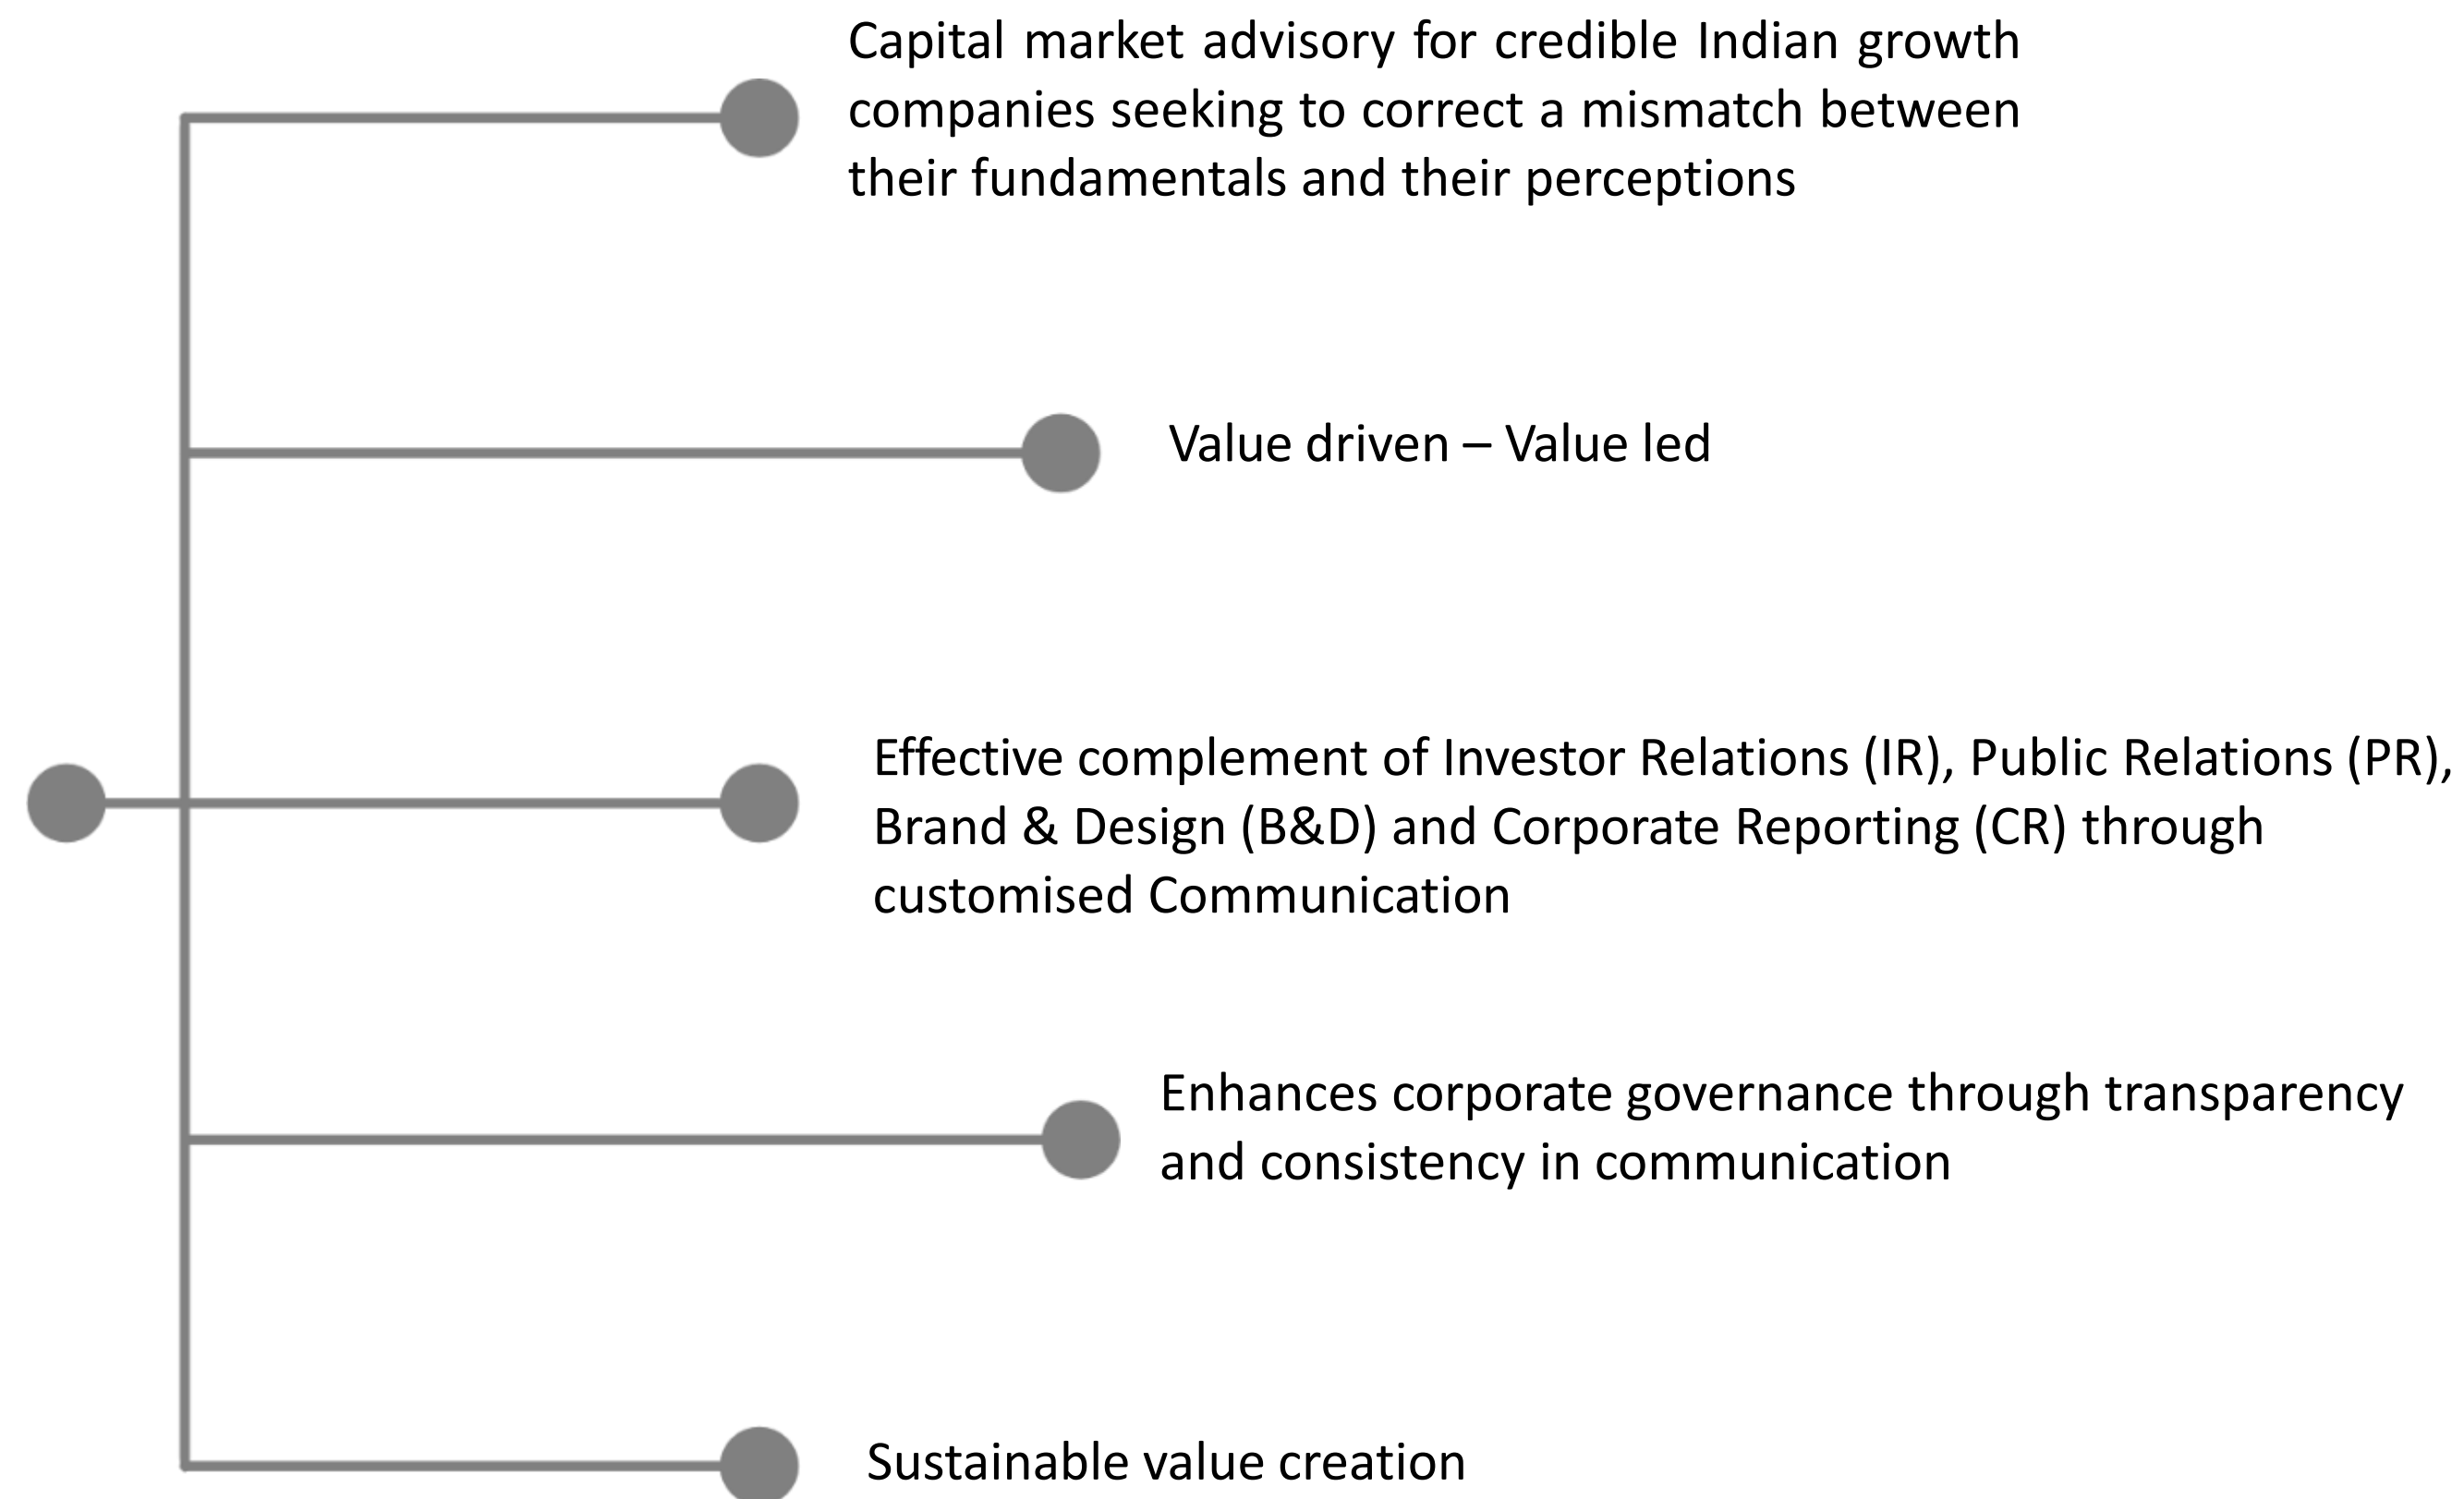 Capital market advisory for credible Indian growth
companies seeking to correct a mismatch between
their fundamentals and their perceptions
Value driven – Value led
Effective complement of Investor Relations (IR), Public Relations (PR),
Brand & Design (B&D) and Corporate Reporting (CR) through
customised Communication
Enhances corporate governance through transparency
and consistency in communication
Sustainable value creation